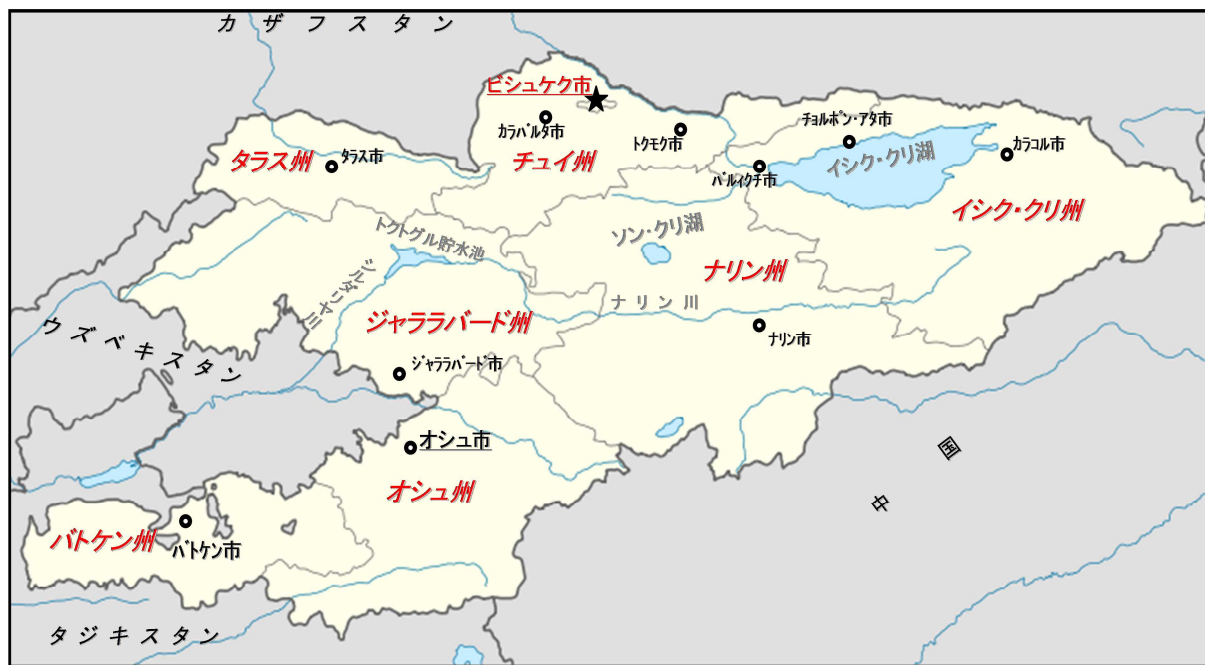 カザフスタン
ビシュケク市
カラバルタ市
トクモク市
チョルポン・アタ市
カラコル市
タラス州
タラス市
チュイ州
バルィクチ市
イシク・クリ湖
イシク・クリ州
トクトグル貯水池
ソン・クリ湖
ナリン州
シルダリヤ川
ナリン川
ジャララバード州
ナリン市
ウズベキスタン
ジャララバード市
オシュ市
オシュ州
中国
バトケン州
バトケン市
タジキスタン